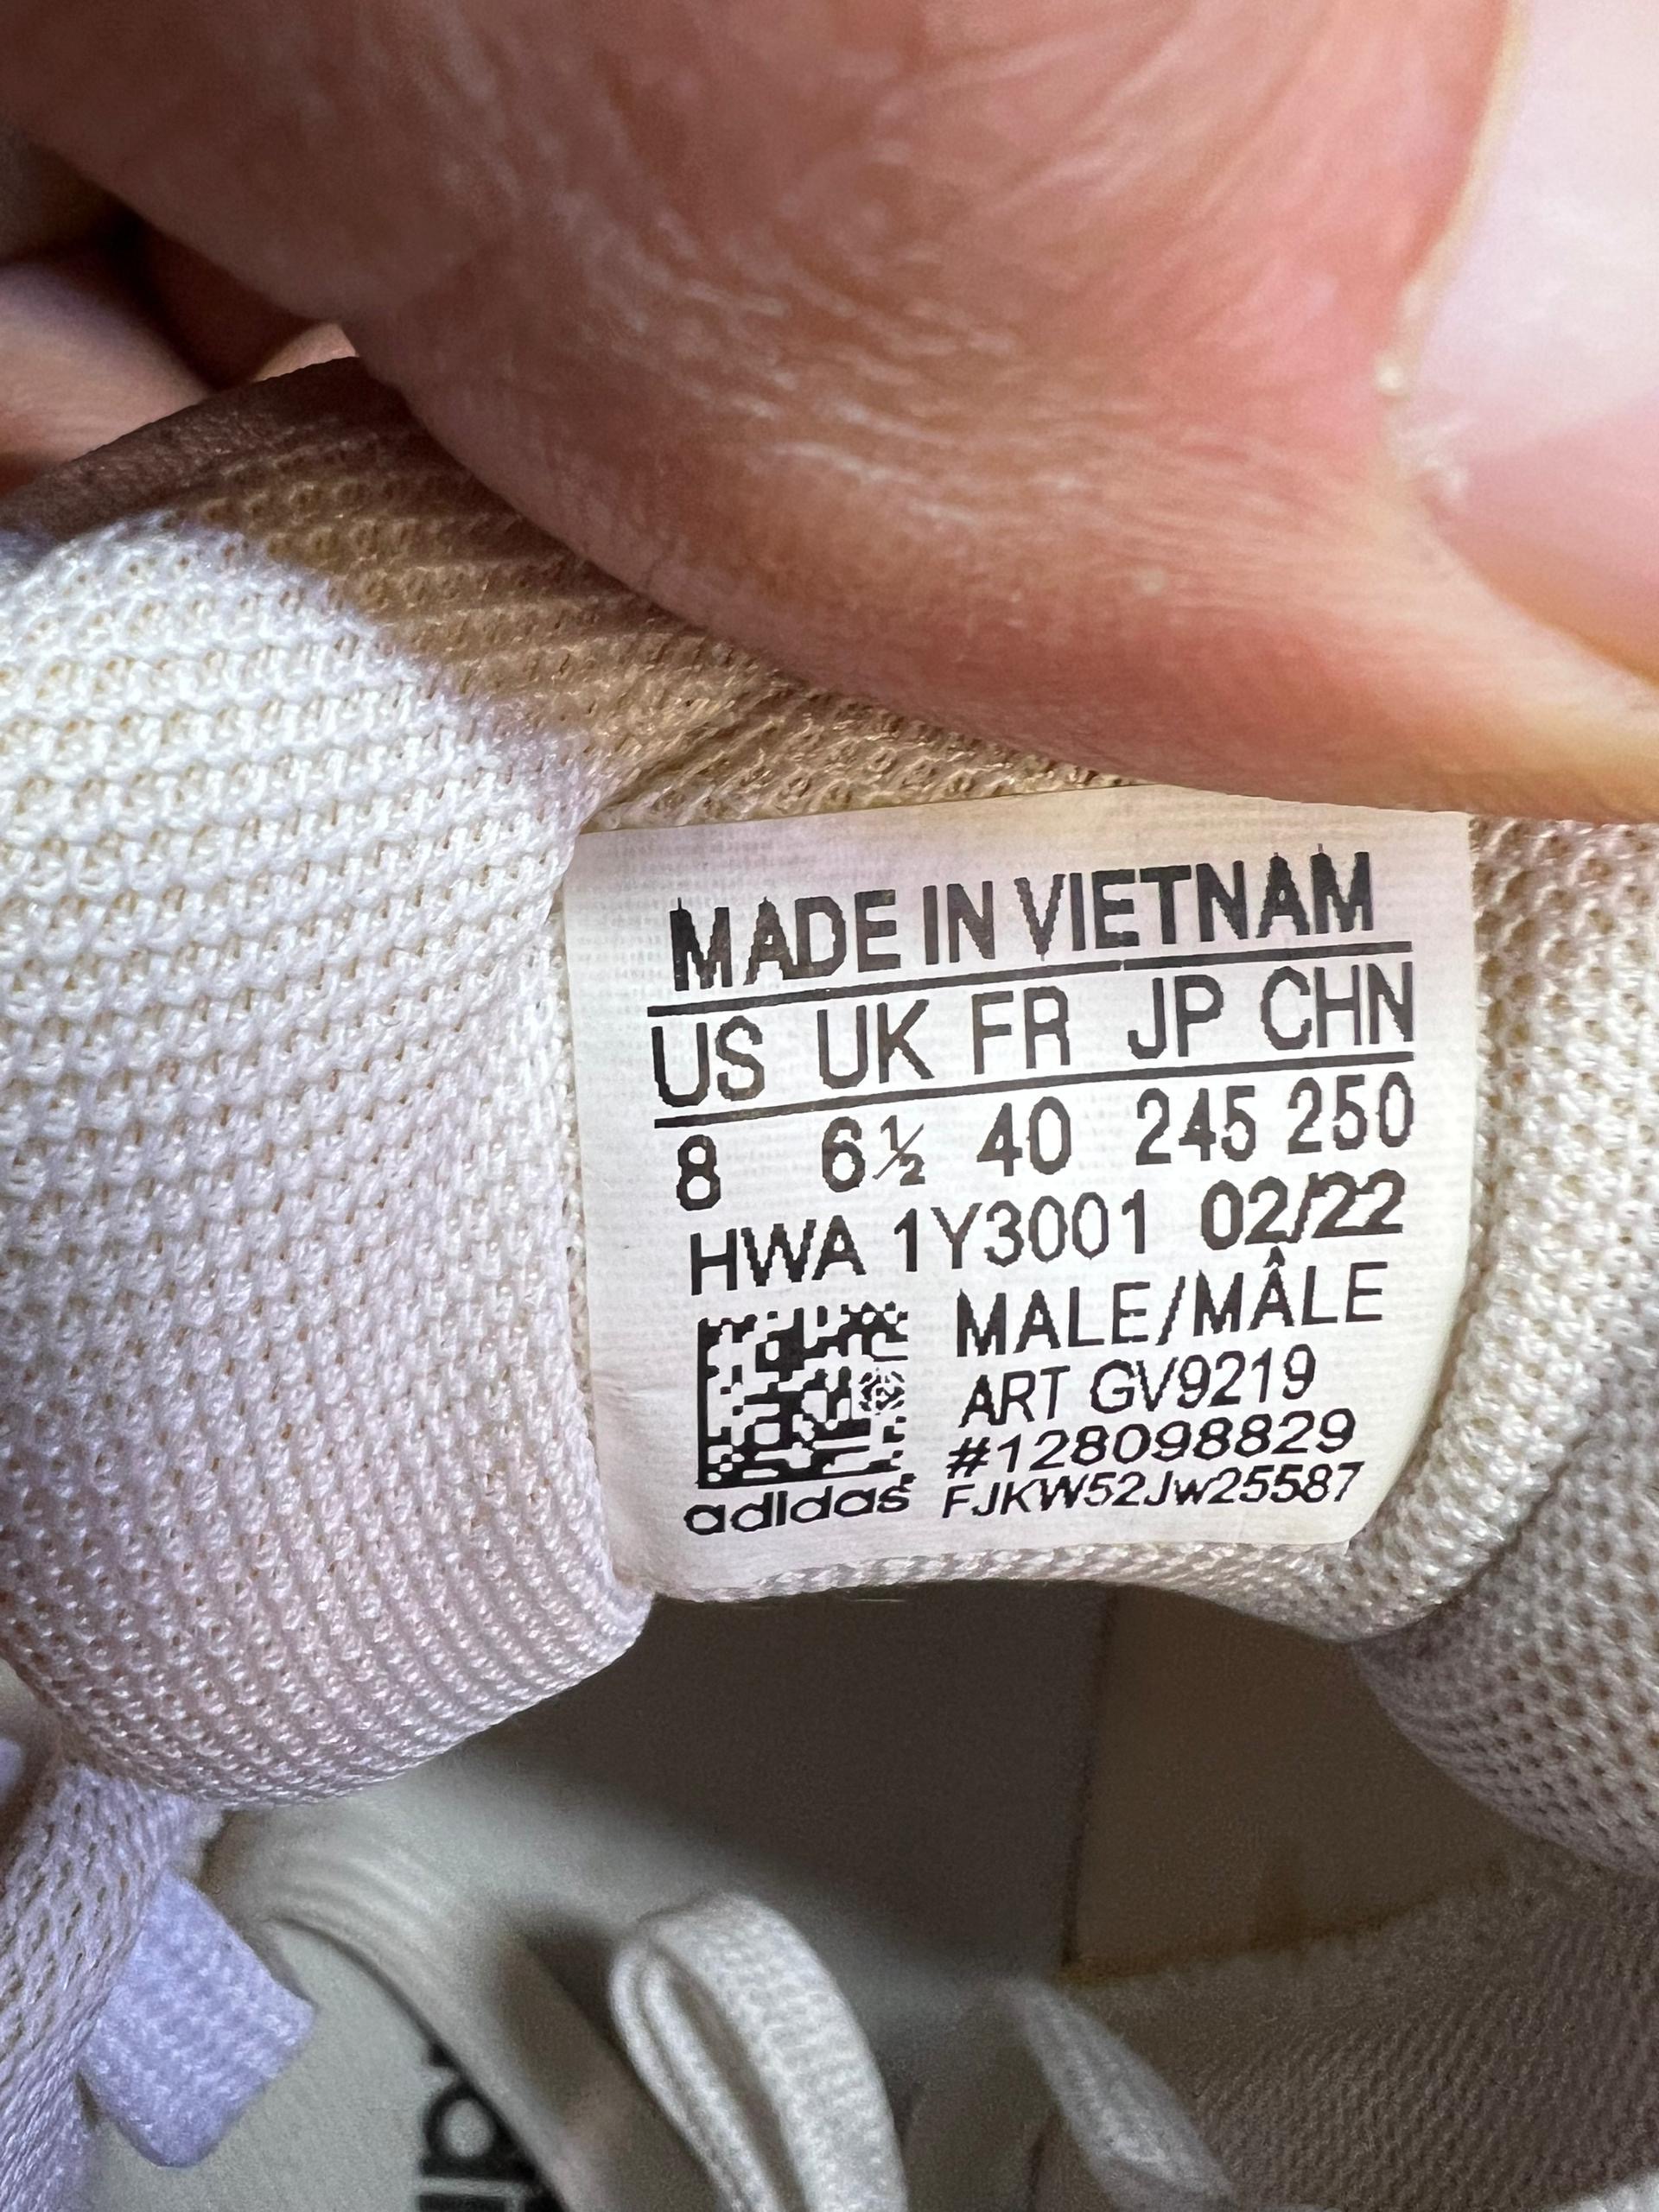 MADE IN VIETNAM
US UK FR JP CHN
8 6½ 40 245 250
HWA 1Y3001 02/22
MALE/MÂLE
ART GV9219
#128098829
FJKW52Jw25587
adidas